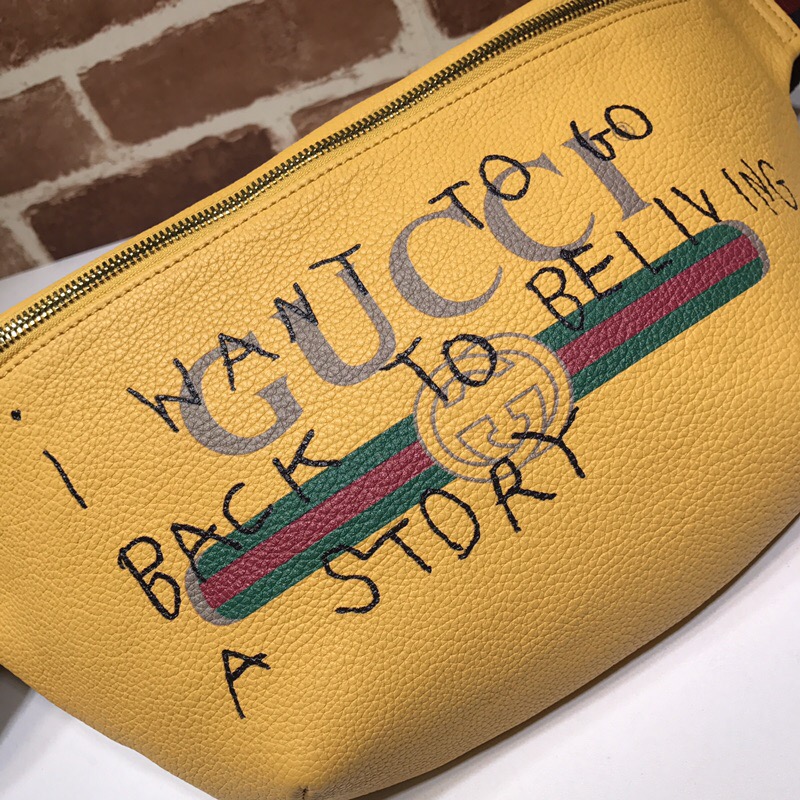 GUCCI
i WANT TO GO
BACK TO BELIVING
A STORY